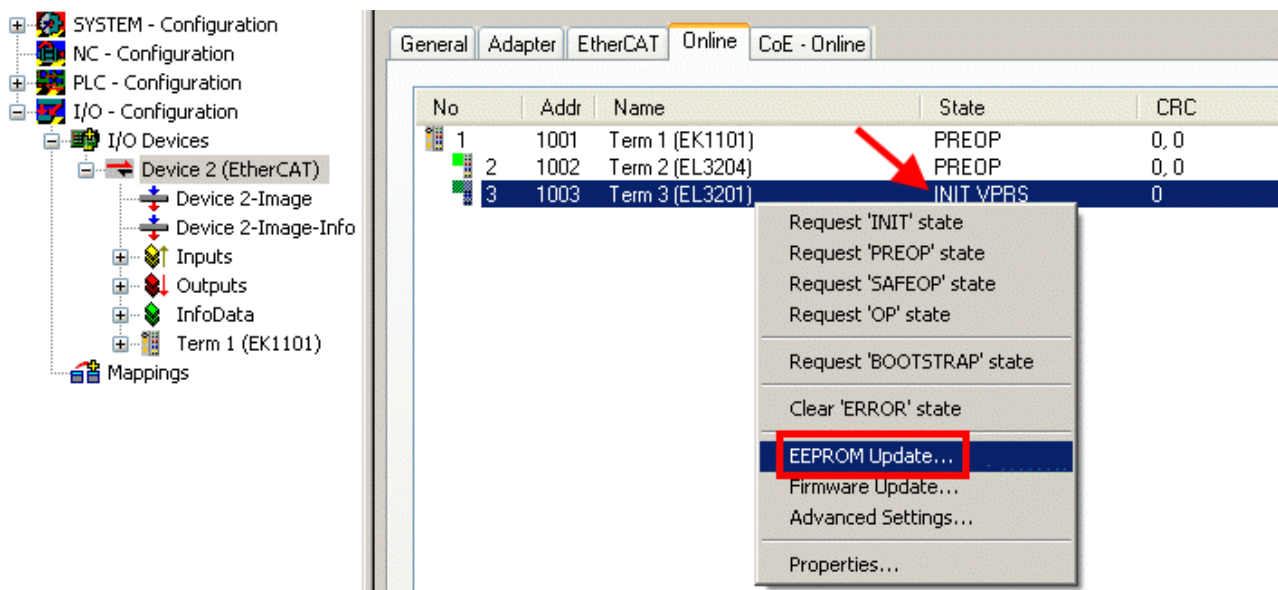 SYSTEM - Configuration
NC - Configuration
PLC - Configuration
I/O - Configuration
I/O Devices
Device 2 (EtherCAT)
Device 2-Image
Device 2-Image-Info
Inputs
Outputs
InfoData
Term 1 (EK1101)
Mappings
General Adapter EtherCAT Online CoE - Online
No Addr Name State CRC
1 1001 Term 1 (EK1101) PREOP 0, 0
2 1002 Term 2 (EL3204) PREOP 0, 0
3 1003 Term 3 (EL3201) INIT VPRS 0
Request 'INIT' state
Request 'PREOP' state
Request 'SAFEOP' state
Request 'OP' state
Request 'BOOTSTRAP' state
Clear 'ERROR' state
EEPROM Update...
Firmware Update...
Advanced Settings...
Properties...